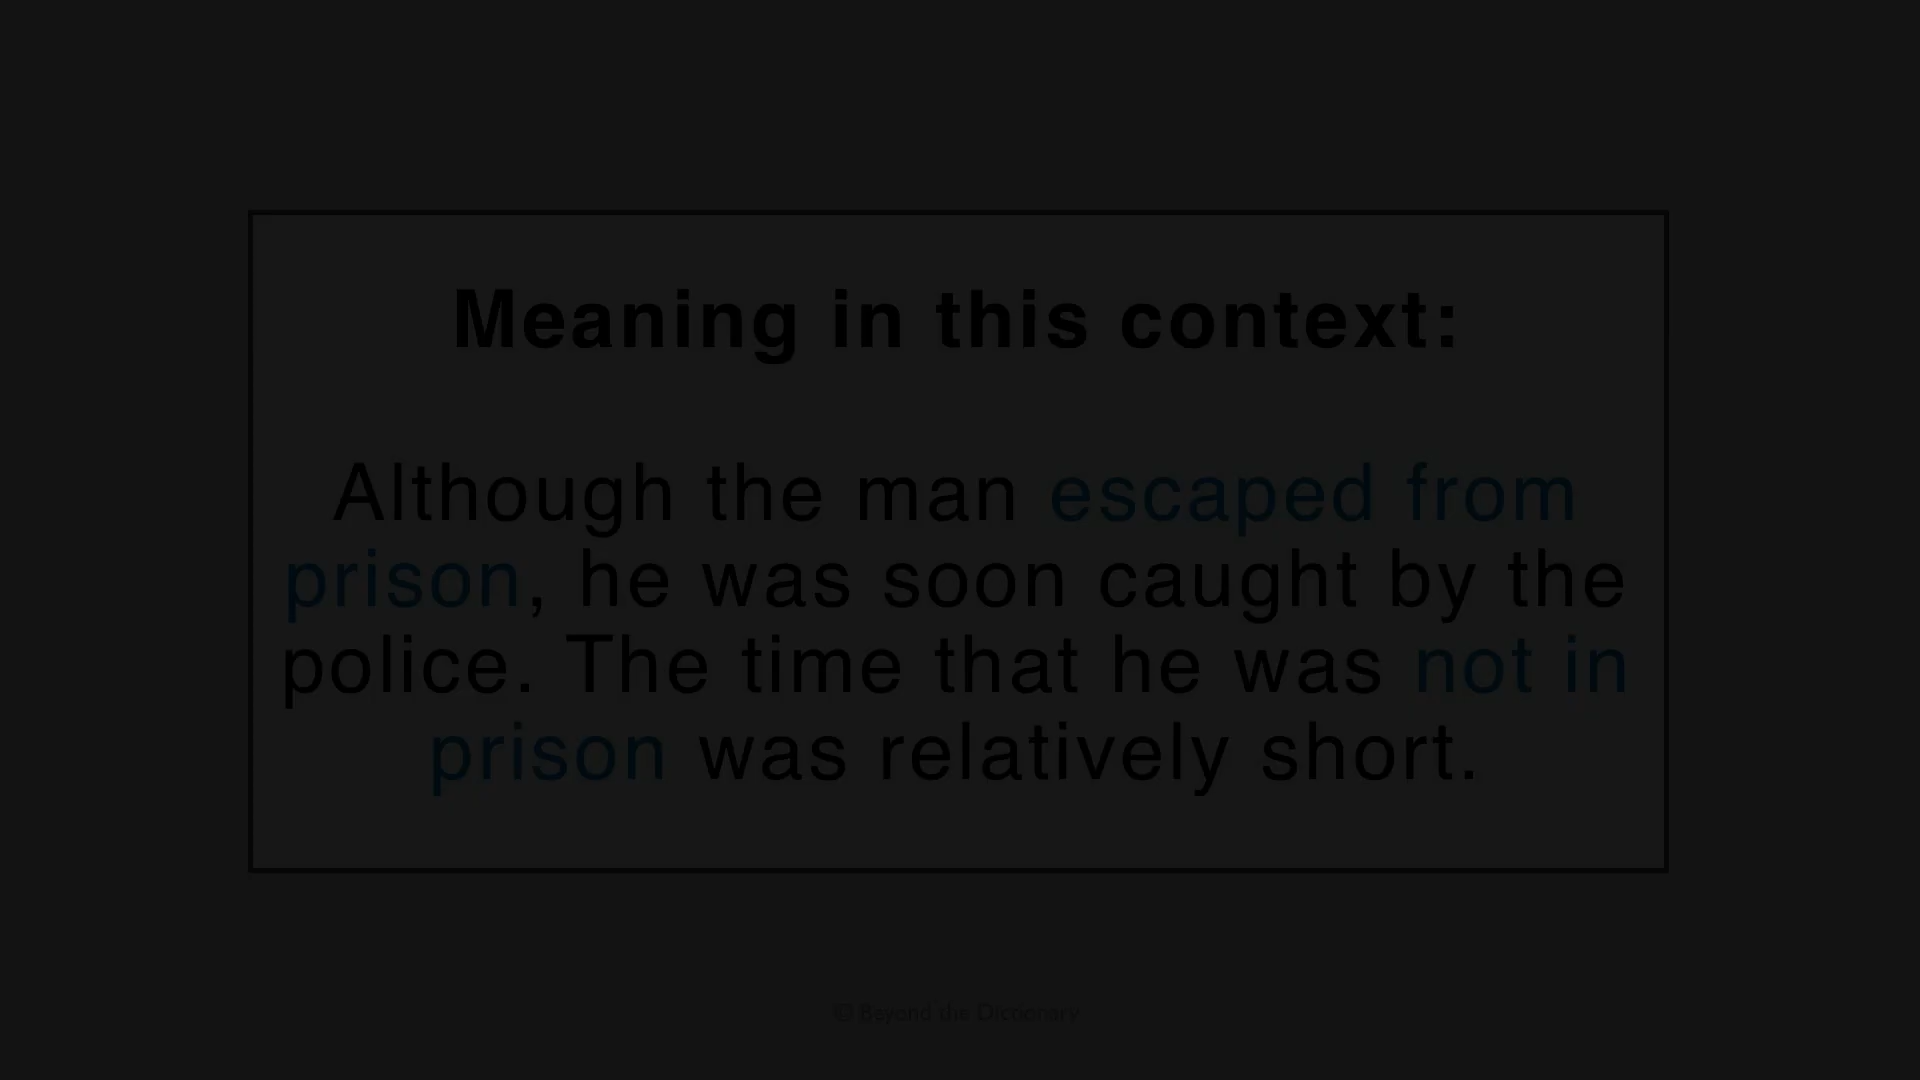 Meaning in this context:
Although the man escaped from
prison, he was soon caught by the
police. The time that he was not in
prison was relatively short.
© Beyond the Dictionary